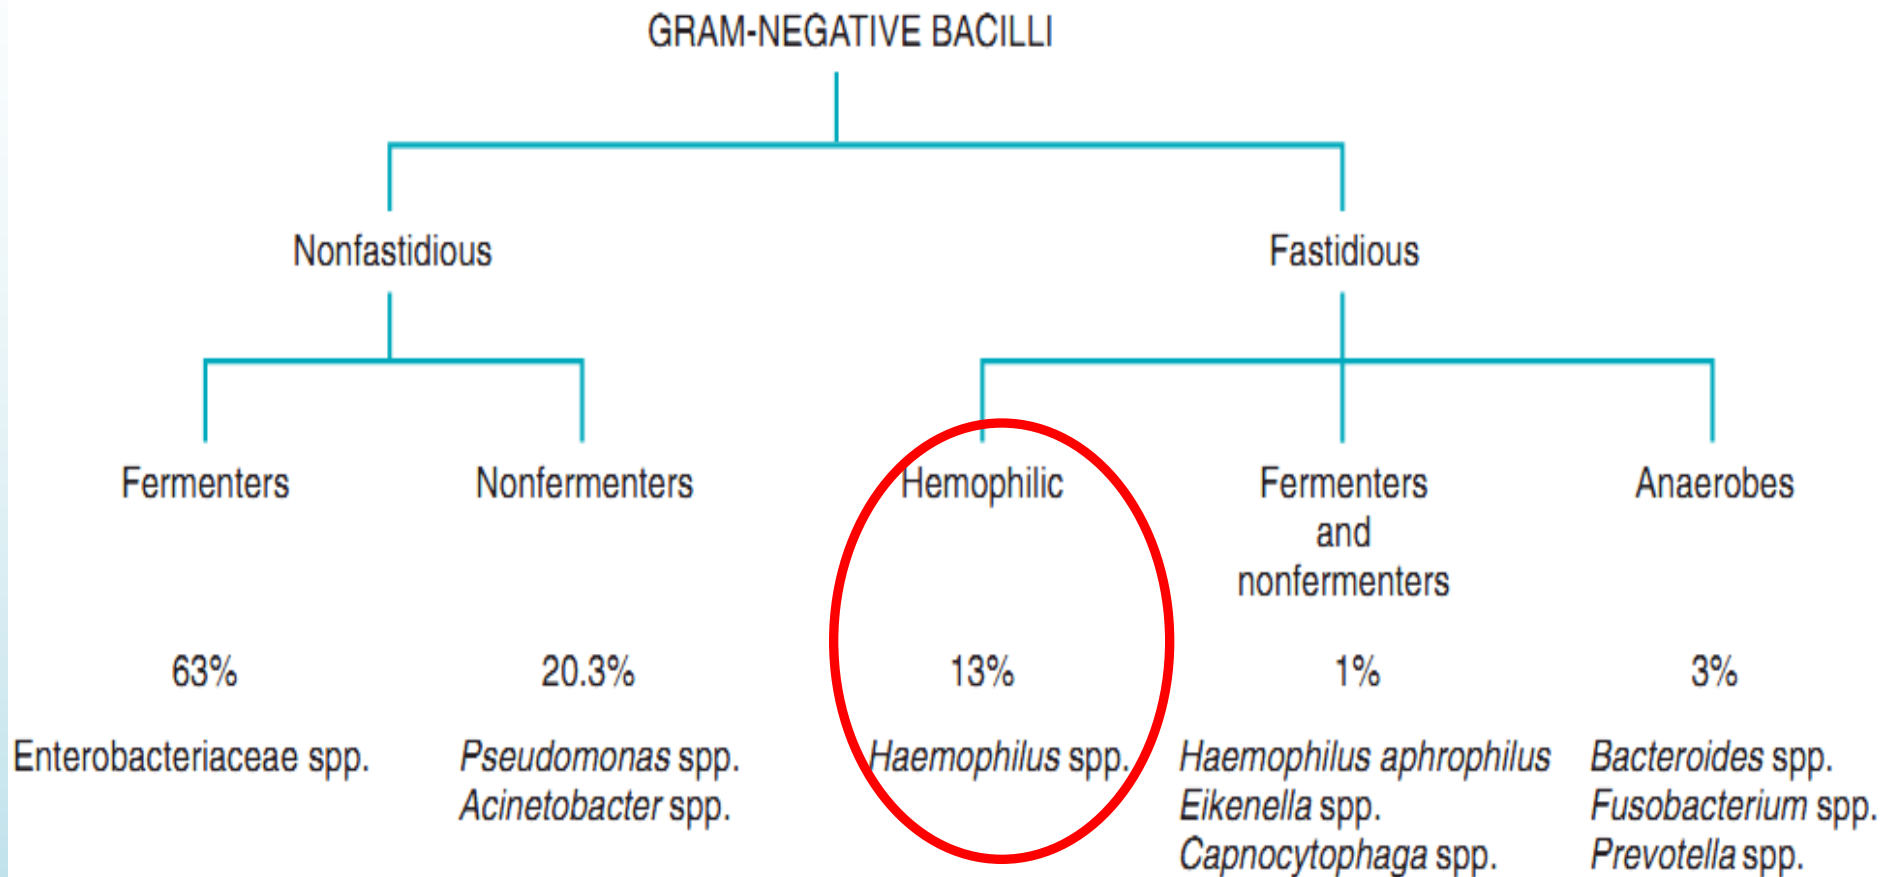 GRAM-NEGATIVE BACILLI
Nonfastidious
Fastidious
Fermenters
Nonfermenters
Hemophilic
Fermenters
and
nonfermenters
Anaerobes
63%
20.3%
13%
1%
3%
Enterobacteriaceae spp.
Pseudomonas spp.
Acinetobacter spp.
Haemophilus spp.
Haemophilus aphrophilus
Eikenella spp.
Capnocytophaga spp.
Bacteroides spp.
Fusobacterium spp.
Prevotella spp.